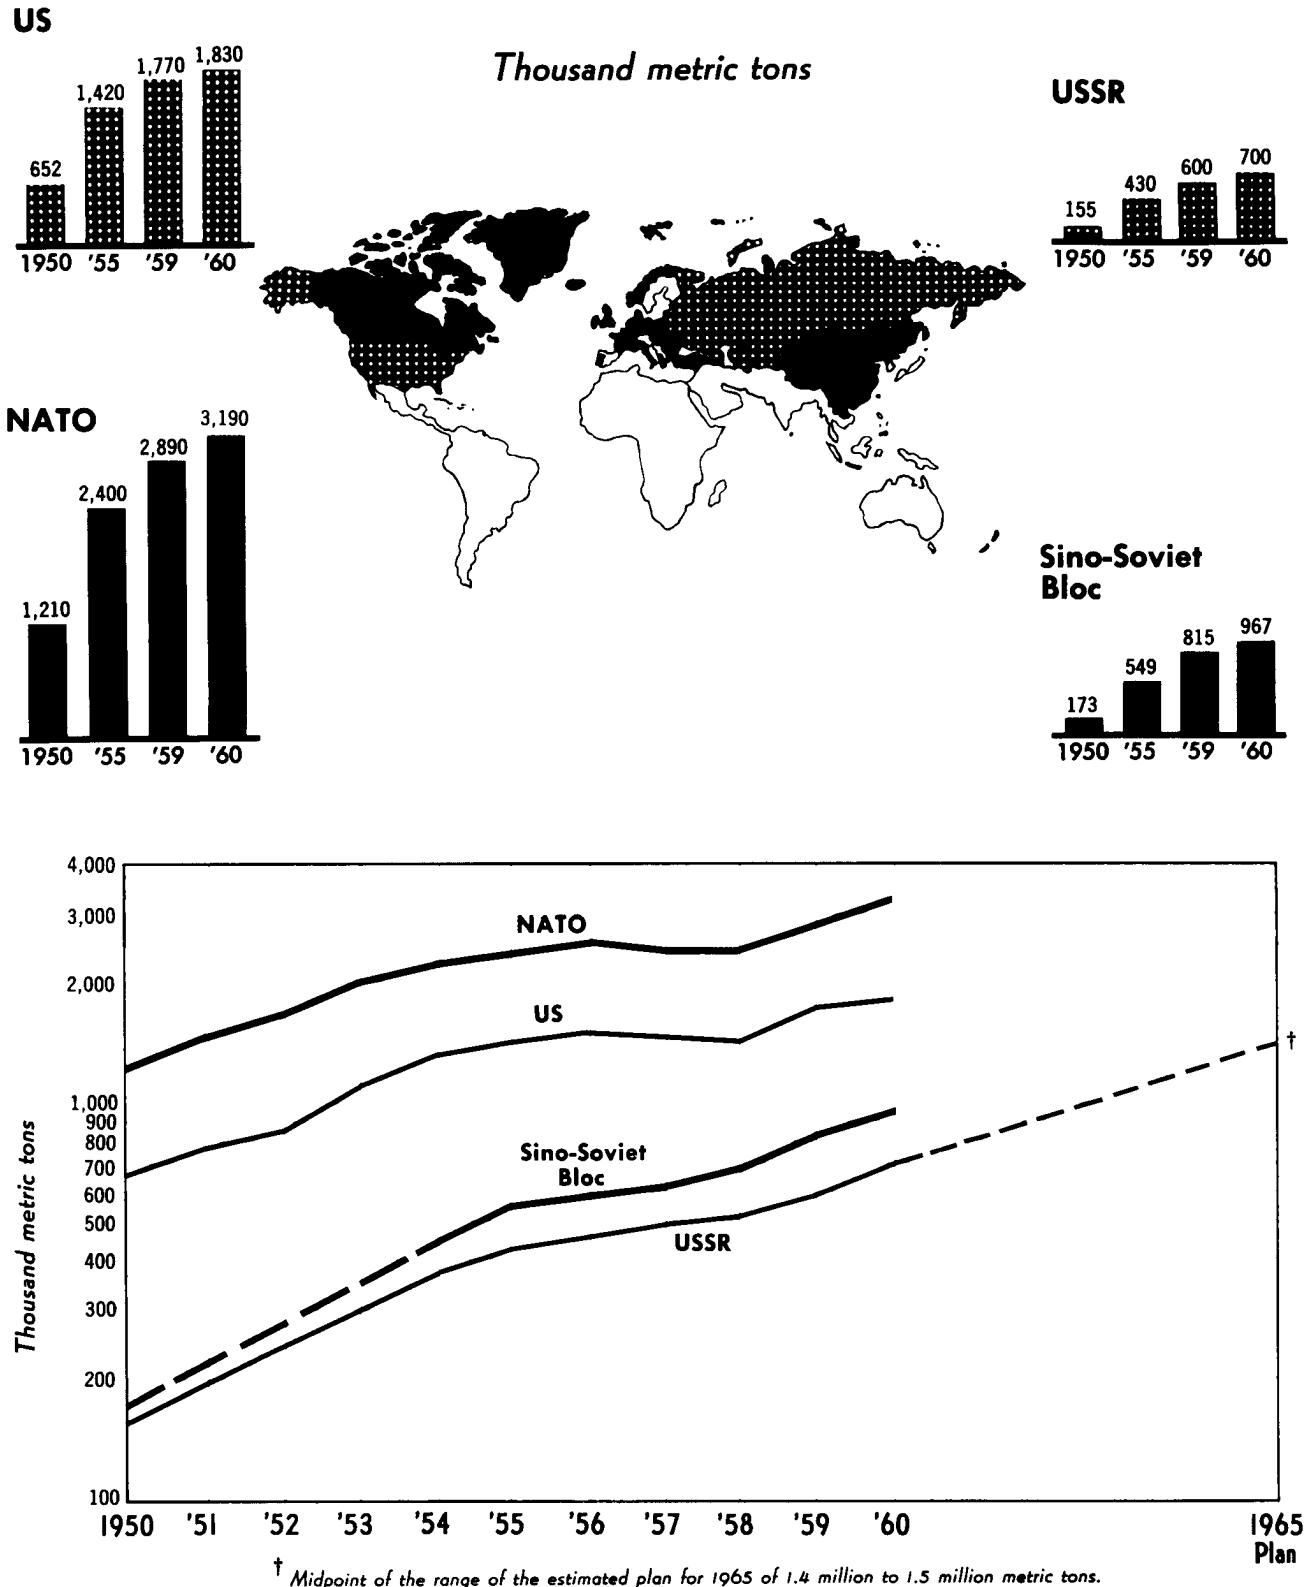 US
Thousand metric tons
652
1,420
1,770
1,830
1950 '55 '59 '60
USSR
155
430
600
700
1950 '55 '59 '60
NATO
1,210
2,400
2,890
3,190
1950 '55 '59 '60
Sino-Soviet
Bloc
173
549
815
967
1950 '55 '59 '60
4,000
3,000
2,000
1,000
900
800
700
600
500
400
300
200
100
Thousand metric tons
NATO
US
Sino-Soviet
Bloc
USSR
†
1950 '51 '52 '53 '54 '55 '56 '57 '58 '59 '60 1965
Plan
† Midpoint of the range of the estimated plan for 1965 of 1.4 million to 1.5 million metric tons.